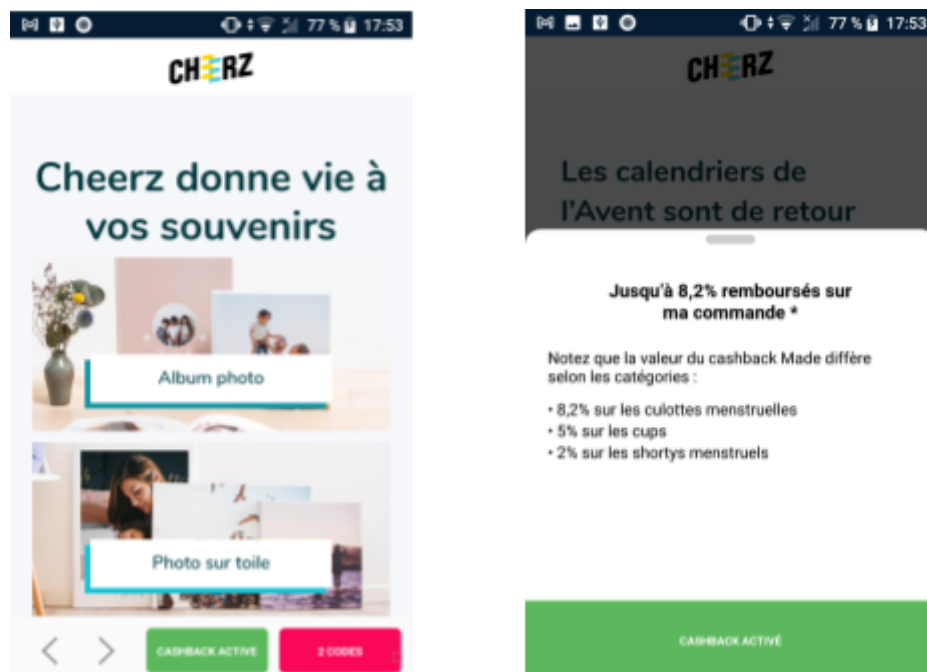 77 % 17:53
CHEERZ
Cheerz donne vie à
vos souvenirs
Album photo
Photo sur toile
CASHBACK ACTIVÉ
2 CODES
77 % 17:53
CHEERZ
Les calendriers de
l'Avent sont de retour
Jusqu'à 8,2% remboursés sur
ma commande *
Notez que la valeur du cashback Made diffère
selon les catégories :
• 8,2% sur les culottes menstruelles
• 5% sur les cups
• 2% sur les shortys menstruels
CASHBACK ACTIVÉ